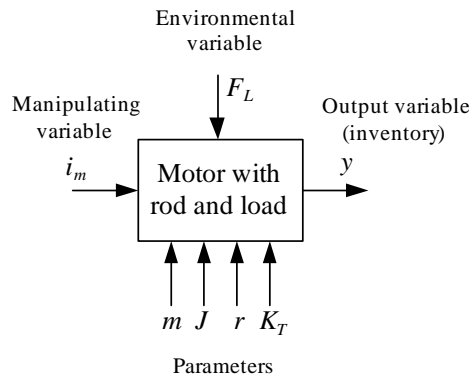 Environmental
variable
F_L
Manipulating
variable
i_m
Output variable
(inventory)
y
Motor with
rod and load
m J r K_T
Parameters